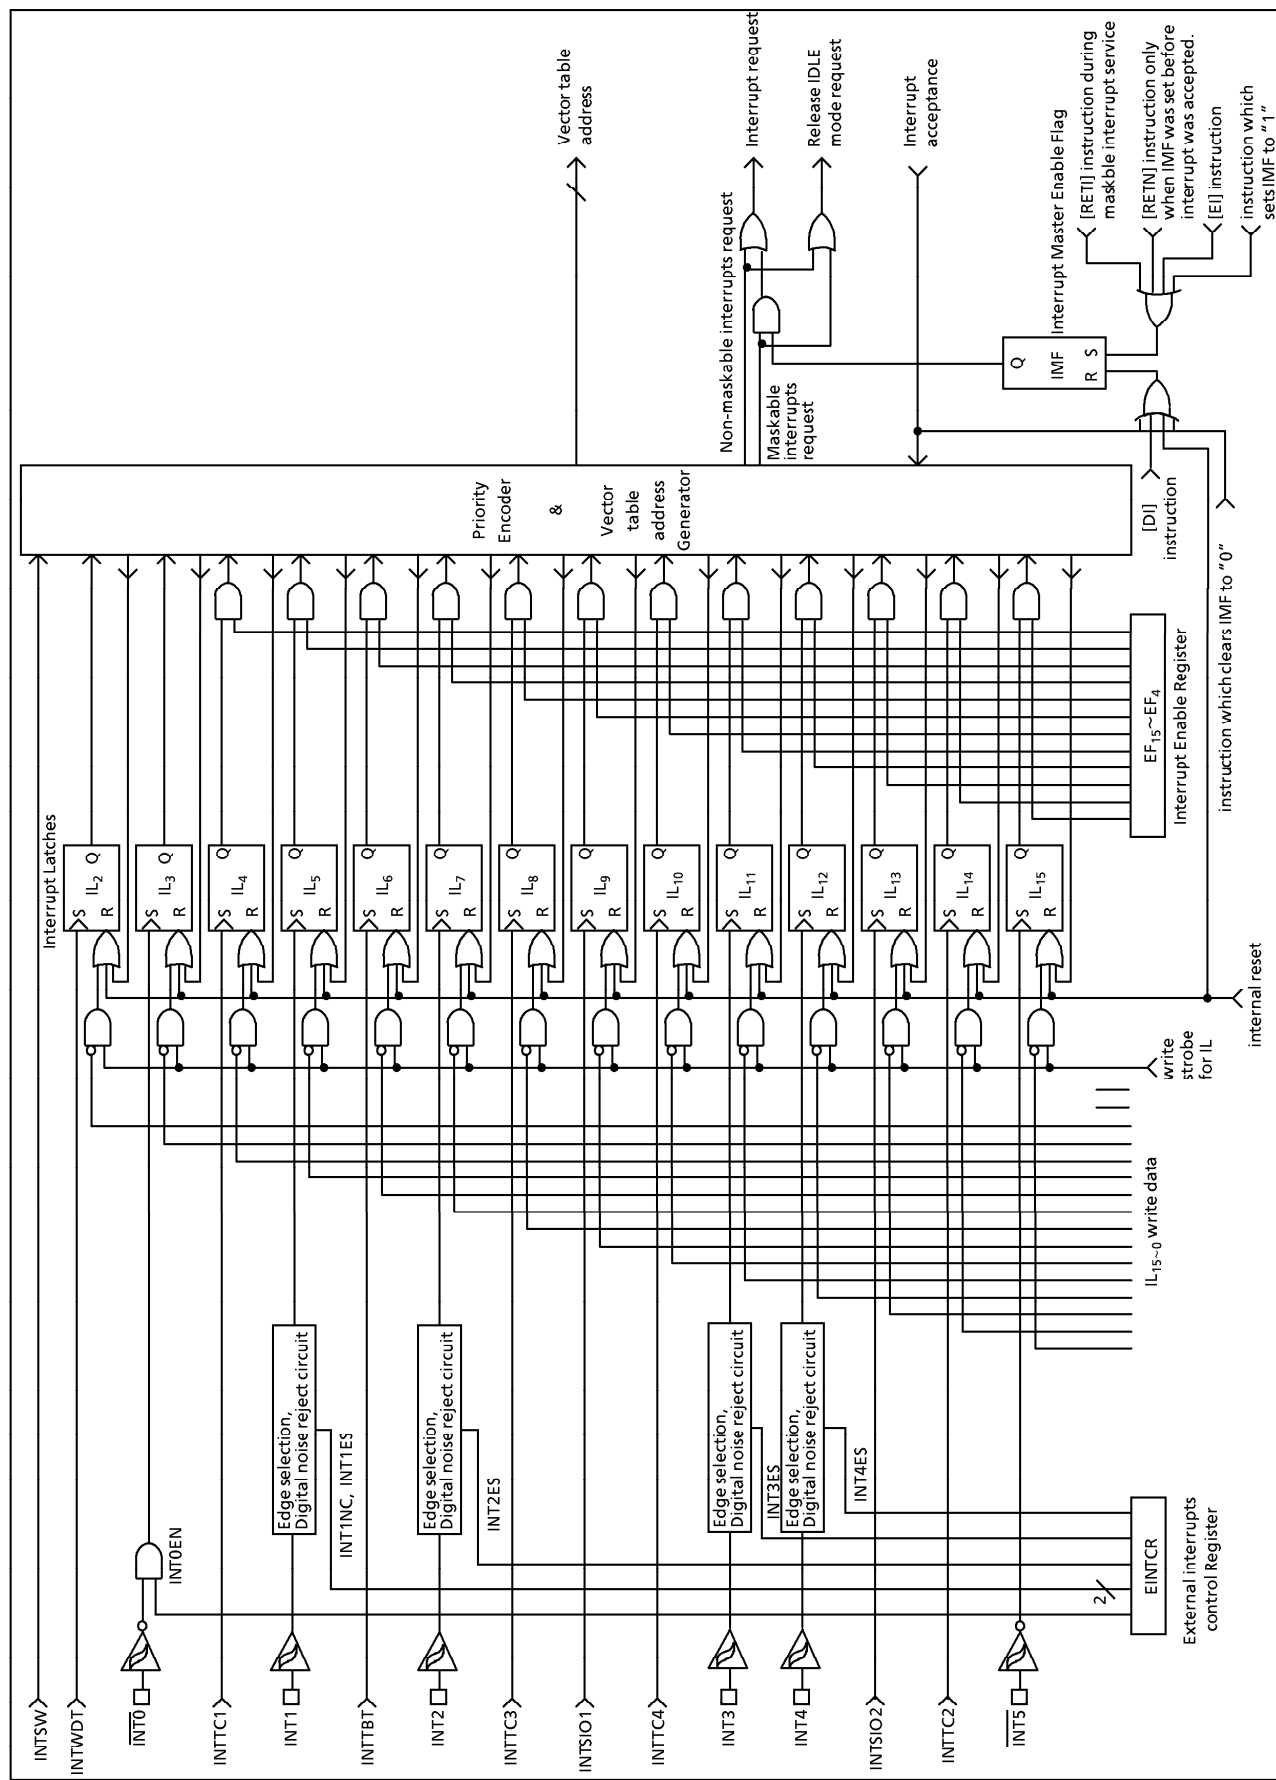 INTSW
INTWDT
INT0
INTTC1
INT1
INTTBT
INT2
INTTC3
INTSIO1
INTTC4
INT3
INT4
INTSIO2
INTTC2
INT5
INT0EN
Edge selection,
Digital noise reject circuit
INT1NC, INT1ES
Edge selection,
Digital noise reject circuit
INT2ES
Edge selection,
Digital noise reject circuit
INT3ES
Edge selection,
Digital noise reject circuit
INT4ES
2
EINTCR
External interrupts
control Register
IL15~0 write data
write
strobe
for IL
internal reset
Interrupt Latches
S IL2 Q
R
S IL3 Q
R
S IL4 Q
R
S IL5 Q
R
S IL6 Q
R
S IL7 Q
R
S IL8 Q
R
S IL9 Q
R
S IL10 Q
R
S IL11 Q
R
S IL12 Q
R
S IL13 Q
R
S IL14 Q
R
S IL15 Q
R
EF15~EF4
Interrupt Enable Register
instruction which clears IMF to "0"
Priority
Encoder
&
Vector
table
address
Generator
[DI]
instruction
Vector table
address
Non-maskable interrupts request
Maskable
interrupts
request
Interrupt request
Release IDLE
mode request
Interrupt
acceptance
Q
IMF
R S
Interrupt Master Enable Flag
[RETI] instruction during
maskble interrupt service
[RETN] instruction only
when IMF was set before
interrupt was accepted.
[EI] instruction
instruction which
sets IMF to "1"